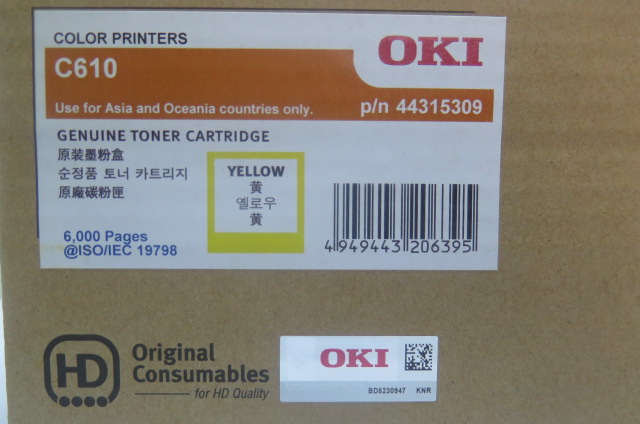 COLOR PRINTERS
OKI
C610
Use for Asia and Oceania countries only.
p/n 44315309
GENUINE TONER CARTRIDGE
原装墨粉盒
순정품 토너 카트리지
原廠碳粉匣
YELLOW
黄
옐로우
黄
6,000 Pages
@ISO/IEC 19798
4 949443 206395
HD
Original
Consumables
for HD Quality
OKI
BD8230947 KNR